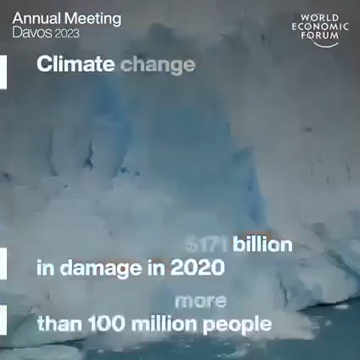 Annual Meeting
Davos 2023
WORLD
ECONOMIC
FORUM
Climate change
$171 billion
in damage in 2020
more
than 100 million people